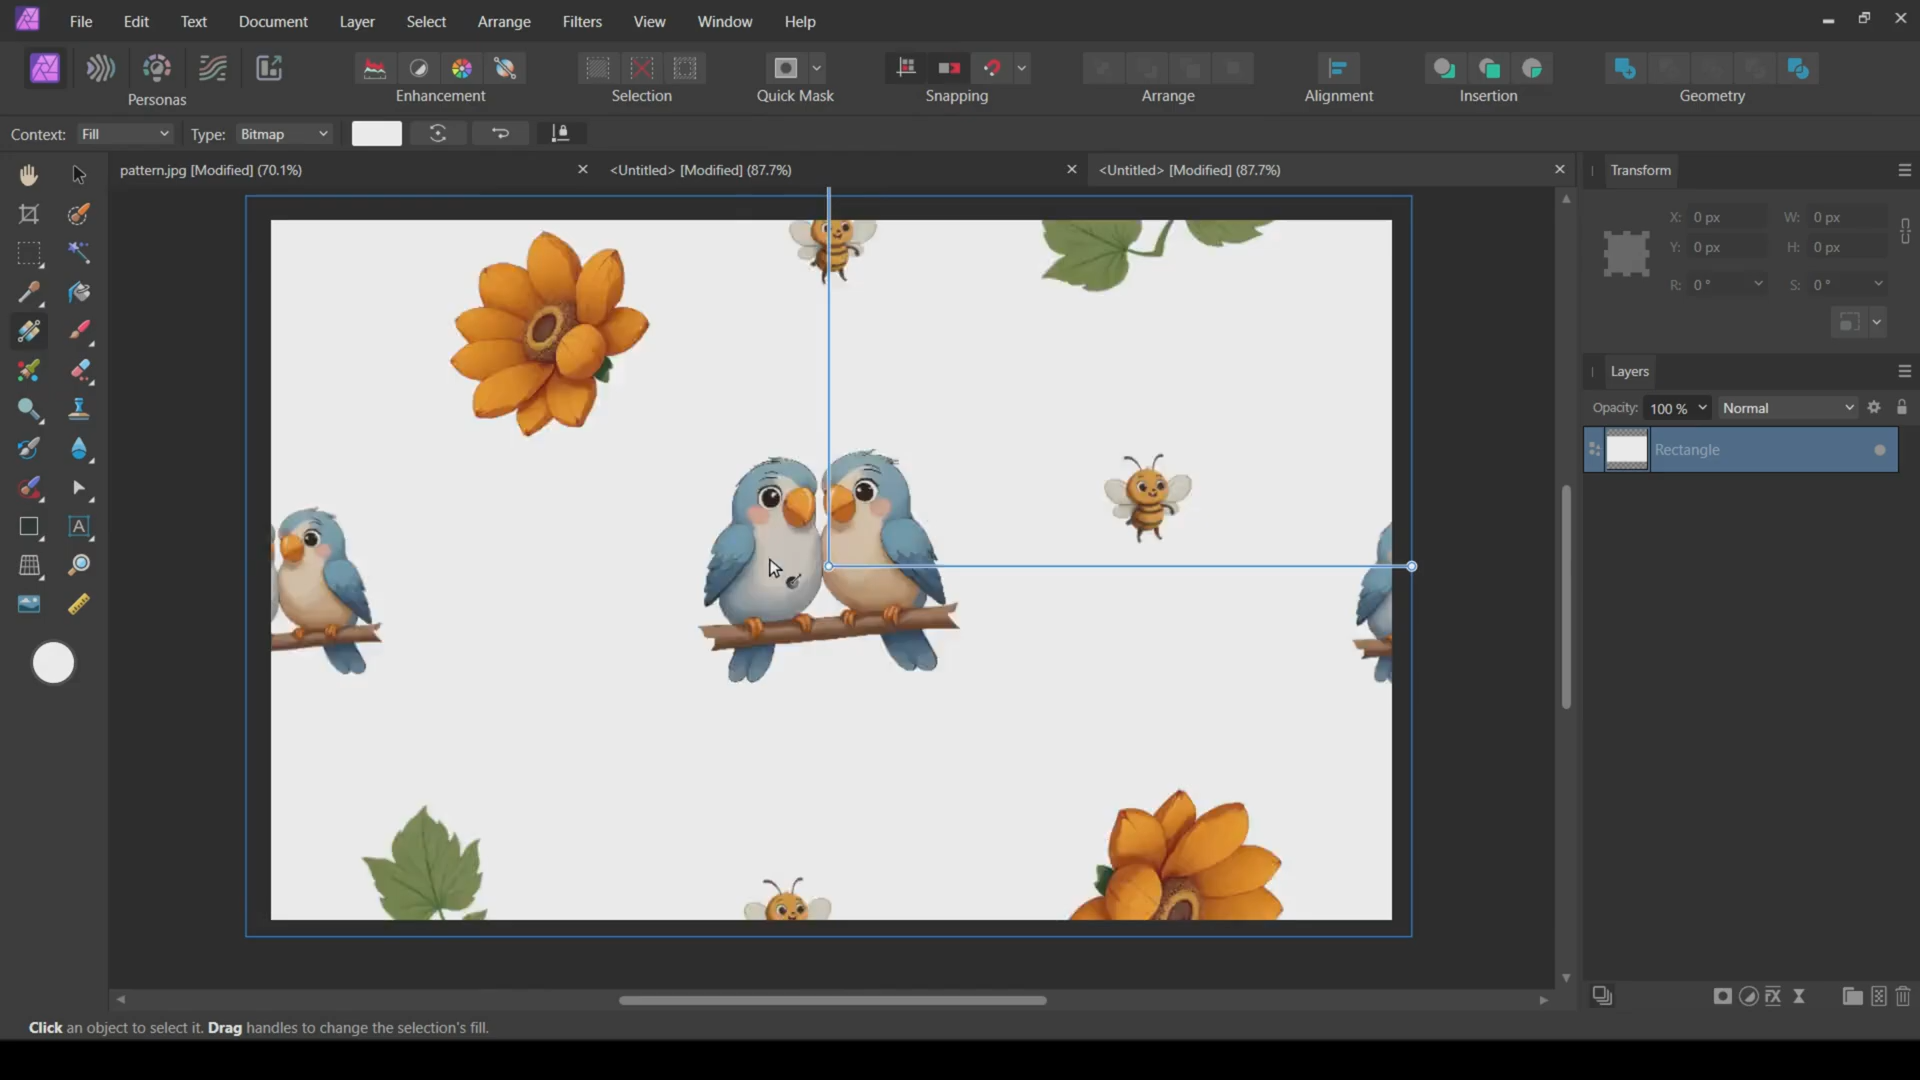 File Edit Text Document Layer Select Arrange Filters View Window Help
Personas Enhancement Selection Quick Mask Snapping Arrange Alignment Insertion Geometry
Context: Fill Type: Bitmap
pattern.jpg [Modified] (70.1%) <Untitled> [Modified] (87.7%) <Untitled> [Modified] (87.7%)
Transform
X: 0 px W: 0 px
Y: 0 px H: 0 px
R: 0 ° S: 0 °
Layers
Opacity: 100 % Normal
Rectangle
Click an object to select it. Drag handles to change the selection's fill.